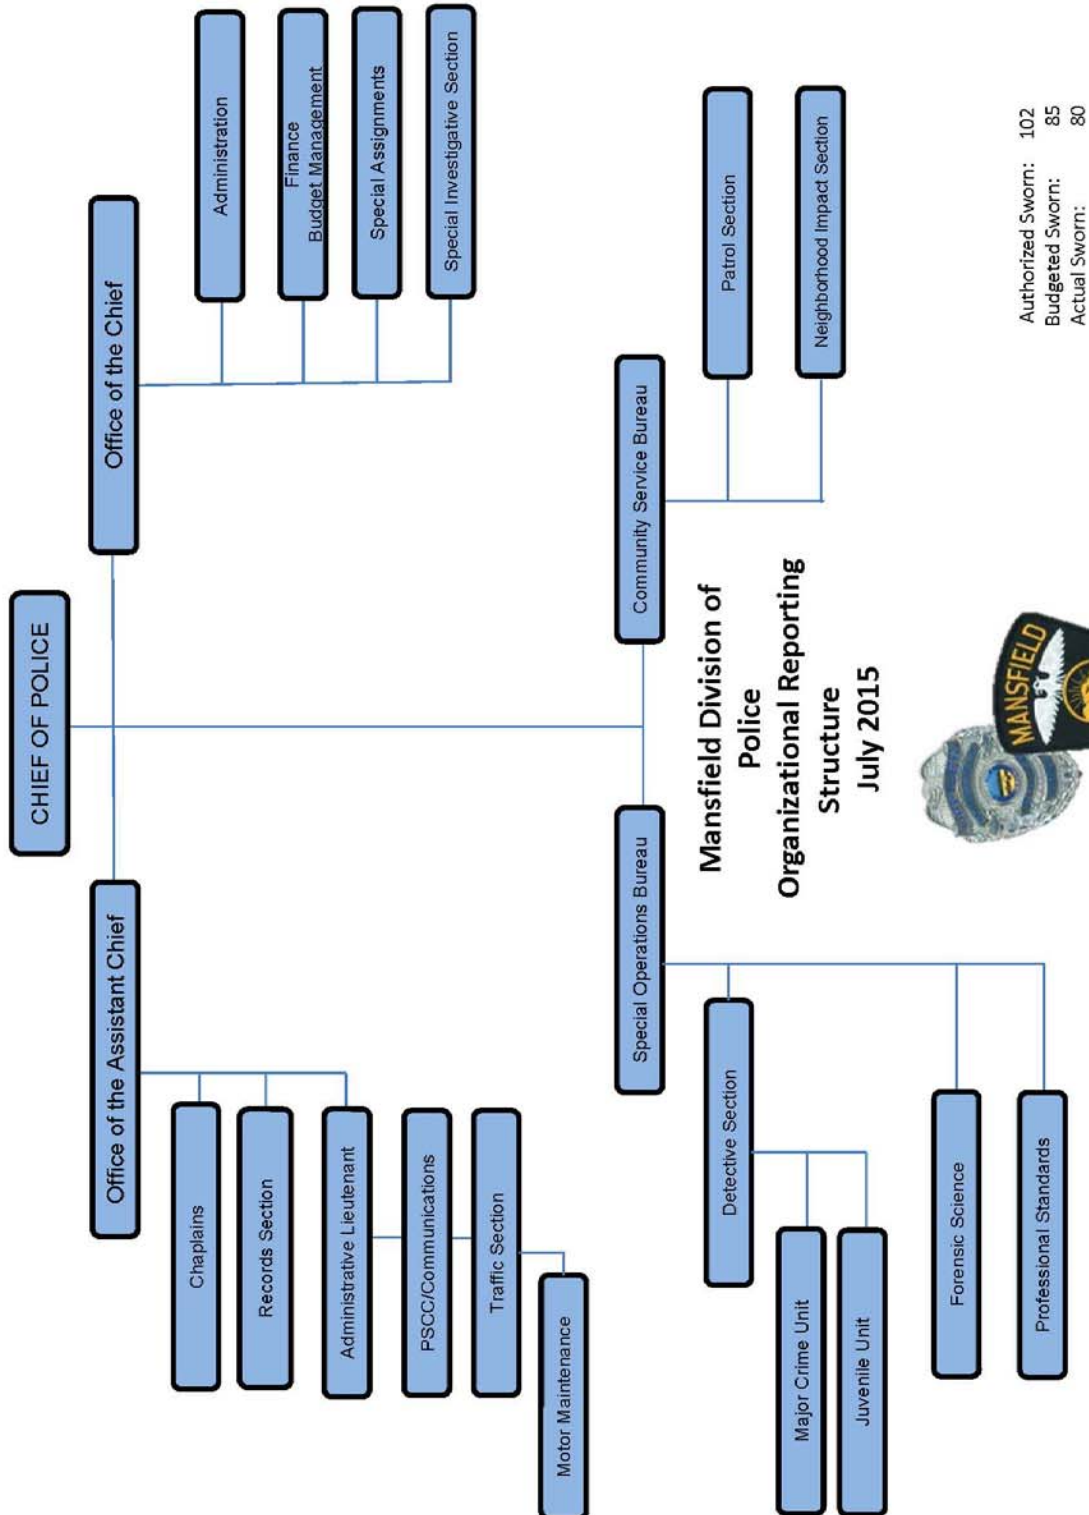 CHIEF OF POLICE
Office of the Assistant Chief
Office of the Chief
Chaplains
Records Section
Administrative Lieutenant
PSCC/Communications
Traffic Section
Motor Maintenance
Administration
Finance
Budget Management
Special Assignments
Special Investigative Section
Special Operations Bureau
Community Service Bureau
Detective Section
Major Crime Unit
Juvenile Unit
Forensic Science
Professional Standards
Patrol Section
Neighborhood Impact Section
Mansfield Division of
Police
Organizational Reporting
Structure
July 2015
MANSFIELD
Authorized Sworn: 102
Budgeted Sworn: 85
Actual Sworn: 80